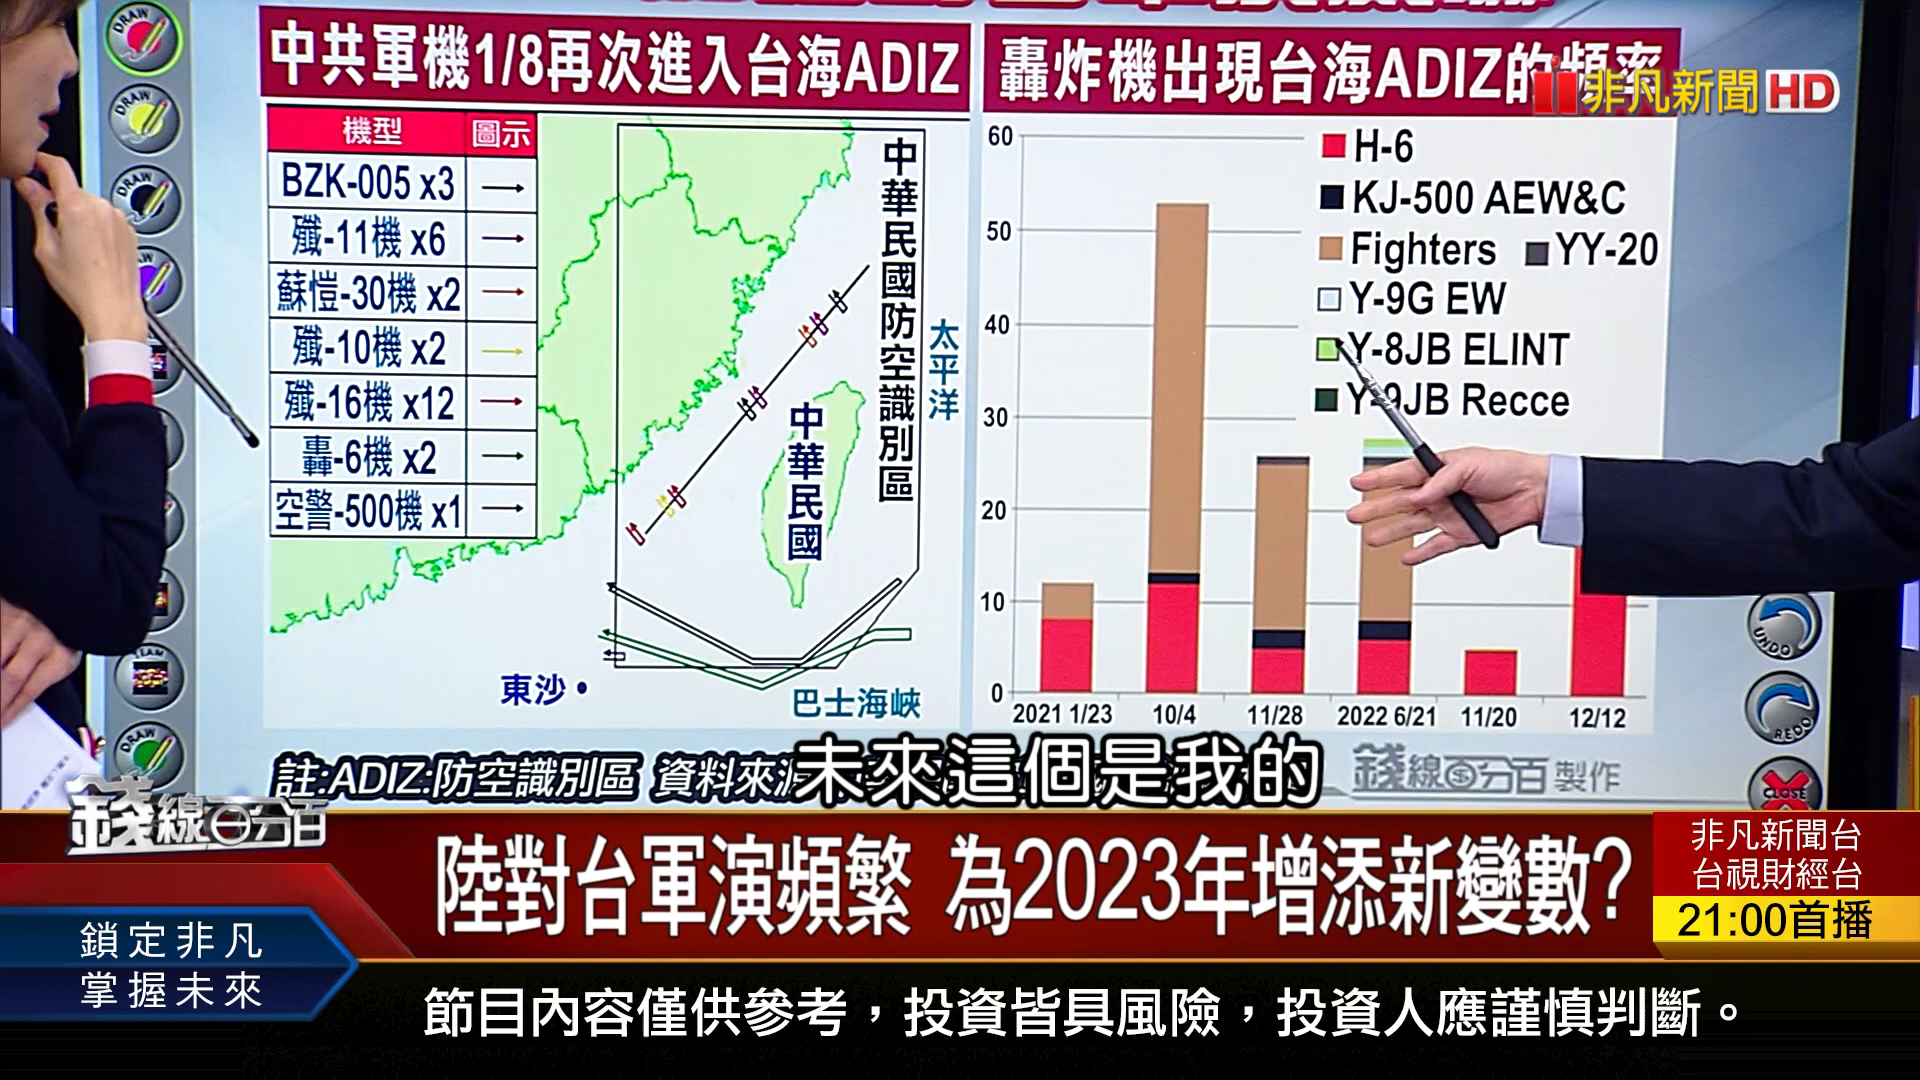 中共軍機1/8再次進入台海ADIZ
機型 圖示
BZK-005 x3
殲-11機 x6
蘇愷-30機 x2
殲-10機 x2
殲-16機 x12
轟-6機 x2
空警-500機 x1
中華民國防空識別區
太平洋
中華民國
東沙
巴士海峽
轟炸機出現台海ADIZ的頻率
非凡新聞HD
H-6
KJ-500 AEW&C
Fighters YY-20
Y-9G EW
Y-8JB ELINT
Y-9JB Recce
60
50
40
30
20
10
0
2021 1/23 10/4 11/28 2022 6/21 11/20 12/12
DRAW
DRAW
DRAW
TEAM
DRAW
UNDO
REDO
CLOSE
註:ADIZ:防空識別區 資料來源
錢線百分百 製作
未來這個是我的
錢線百分百
陸對台軍演頻繁 為2023年增添新變數?
非凡新聞台
台視財經台
21:00首播
鎖定非凡
掌握未來
節目內容僅供參考，投資皆具風險，投資人應謹慎判斷。